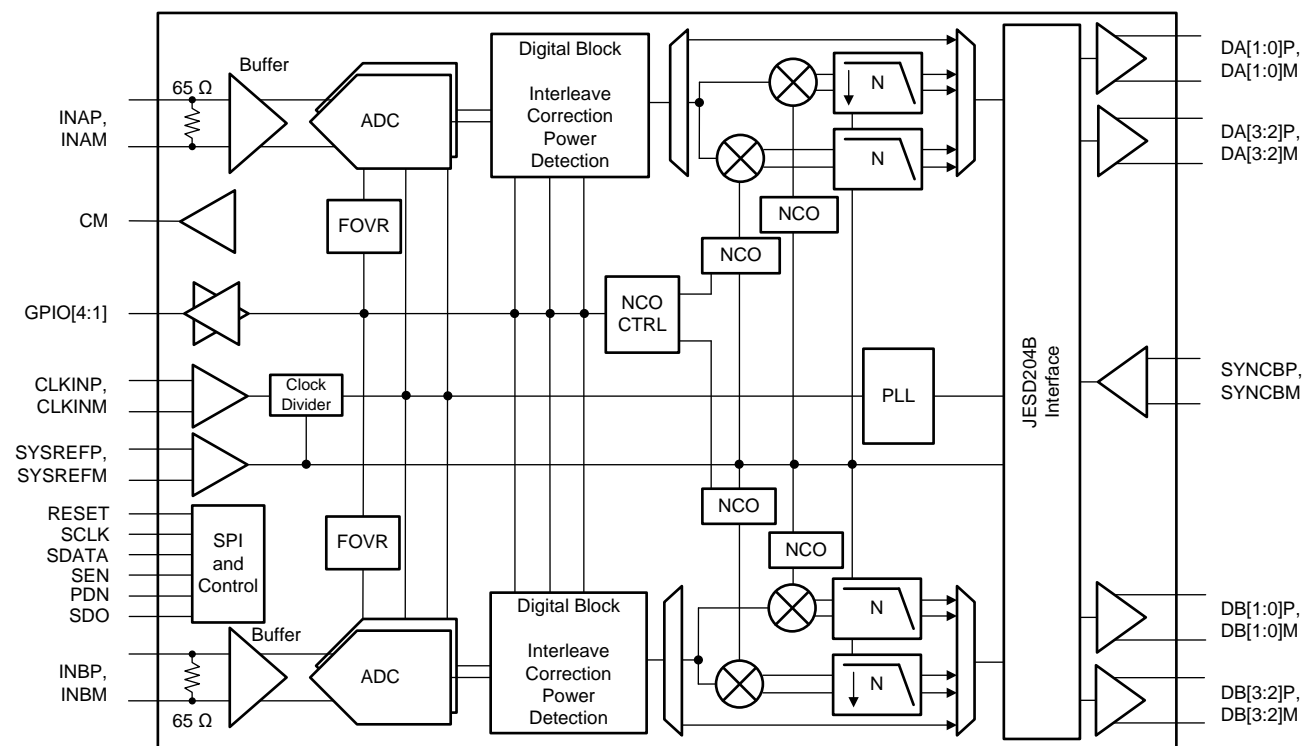 65 Ω
Buffer
INAP,
INAM
ADC
Digital Block
Interleave
Correction
Power
Detection
N
N
DA[1:0]P,
DA[1:0]M
DA[3:2]P,
DA[3:2]M
CM
FOVR
NCO
NCO
GPIO[4:1]
NCO
CTRL
CLKINP,
CLKINM
Clock
Divider
PLL
JESD204B
Interface
SYNCBP,
SYNCBM
SYSREFP,
SYSREFM
RESET
SCLK
SDATA
SEN
PDN
SDO
SPI
and
Control
FOVR
NCO
NCO
Buffer
INBP,
INBM
65 Ω
ADC
Digital Block
Interleave
Correction
Power
Detection
N
N
DB[1:0]P,
DB[1:0]M
DB[3:2]P,
DB[3:2]M